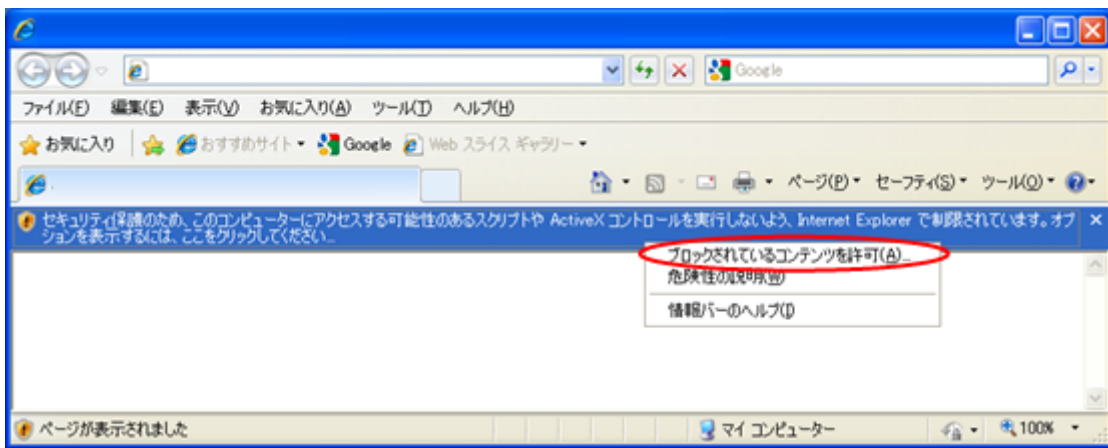 Google
ファイル(F) 編集(E) 表示(V) お気に入り(A) ツール(T) ヘルプ(H)
お気に入り おすすめサイト Google Web スライス ギャラリー
ページ(P) セーフティ(S) ツール(O)
セキュリティ保護のため、このコンピューターにアクセスする可能性のあるスクリプトや ActiveX コントロールを実行しないよう、Internet Explorer で制限されています。オプ
ションを表示するには、ここをクリックしてください...
ブロックされているコンテンツを許可(A)...
危険性の説明(W)
情報バーのヘルプ(I)
ページが表示されました マイ コンピューター 100%